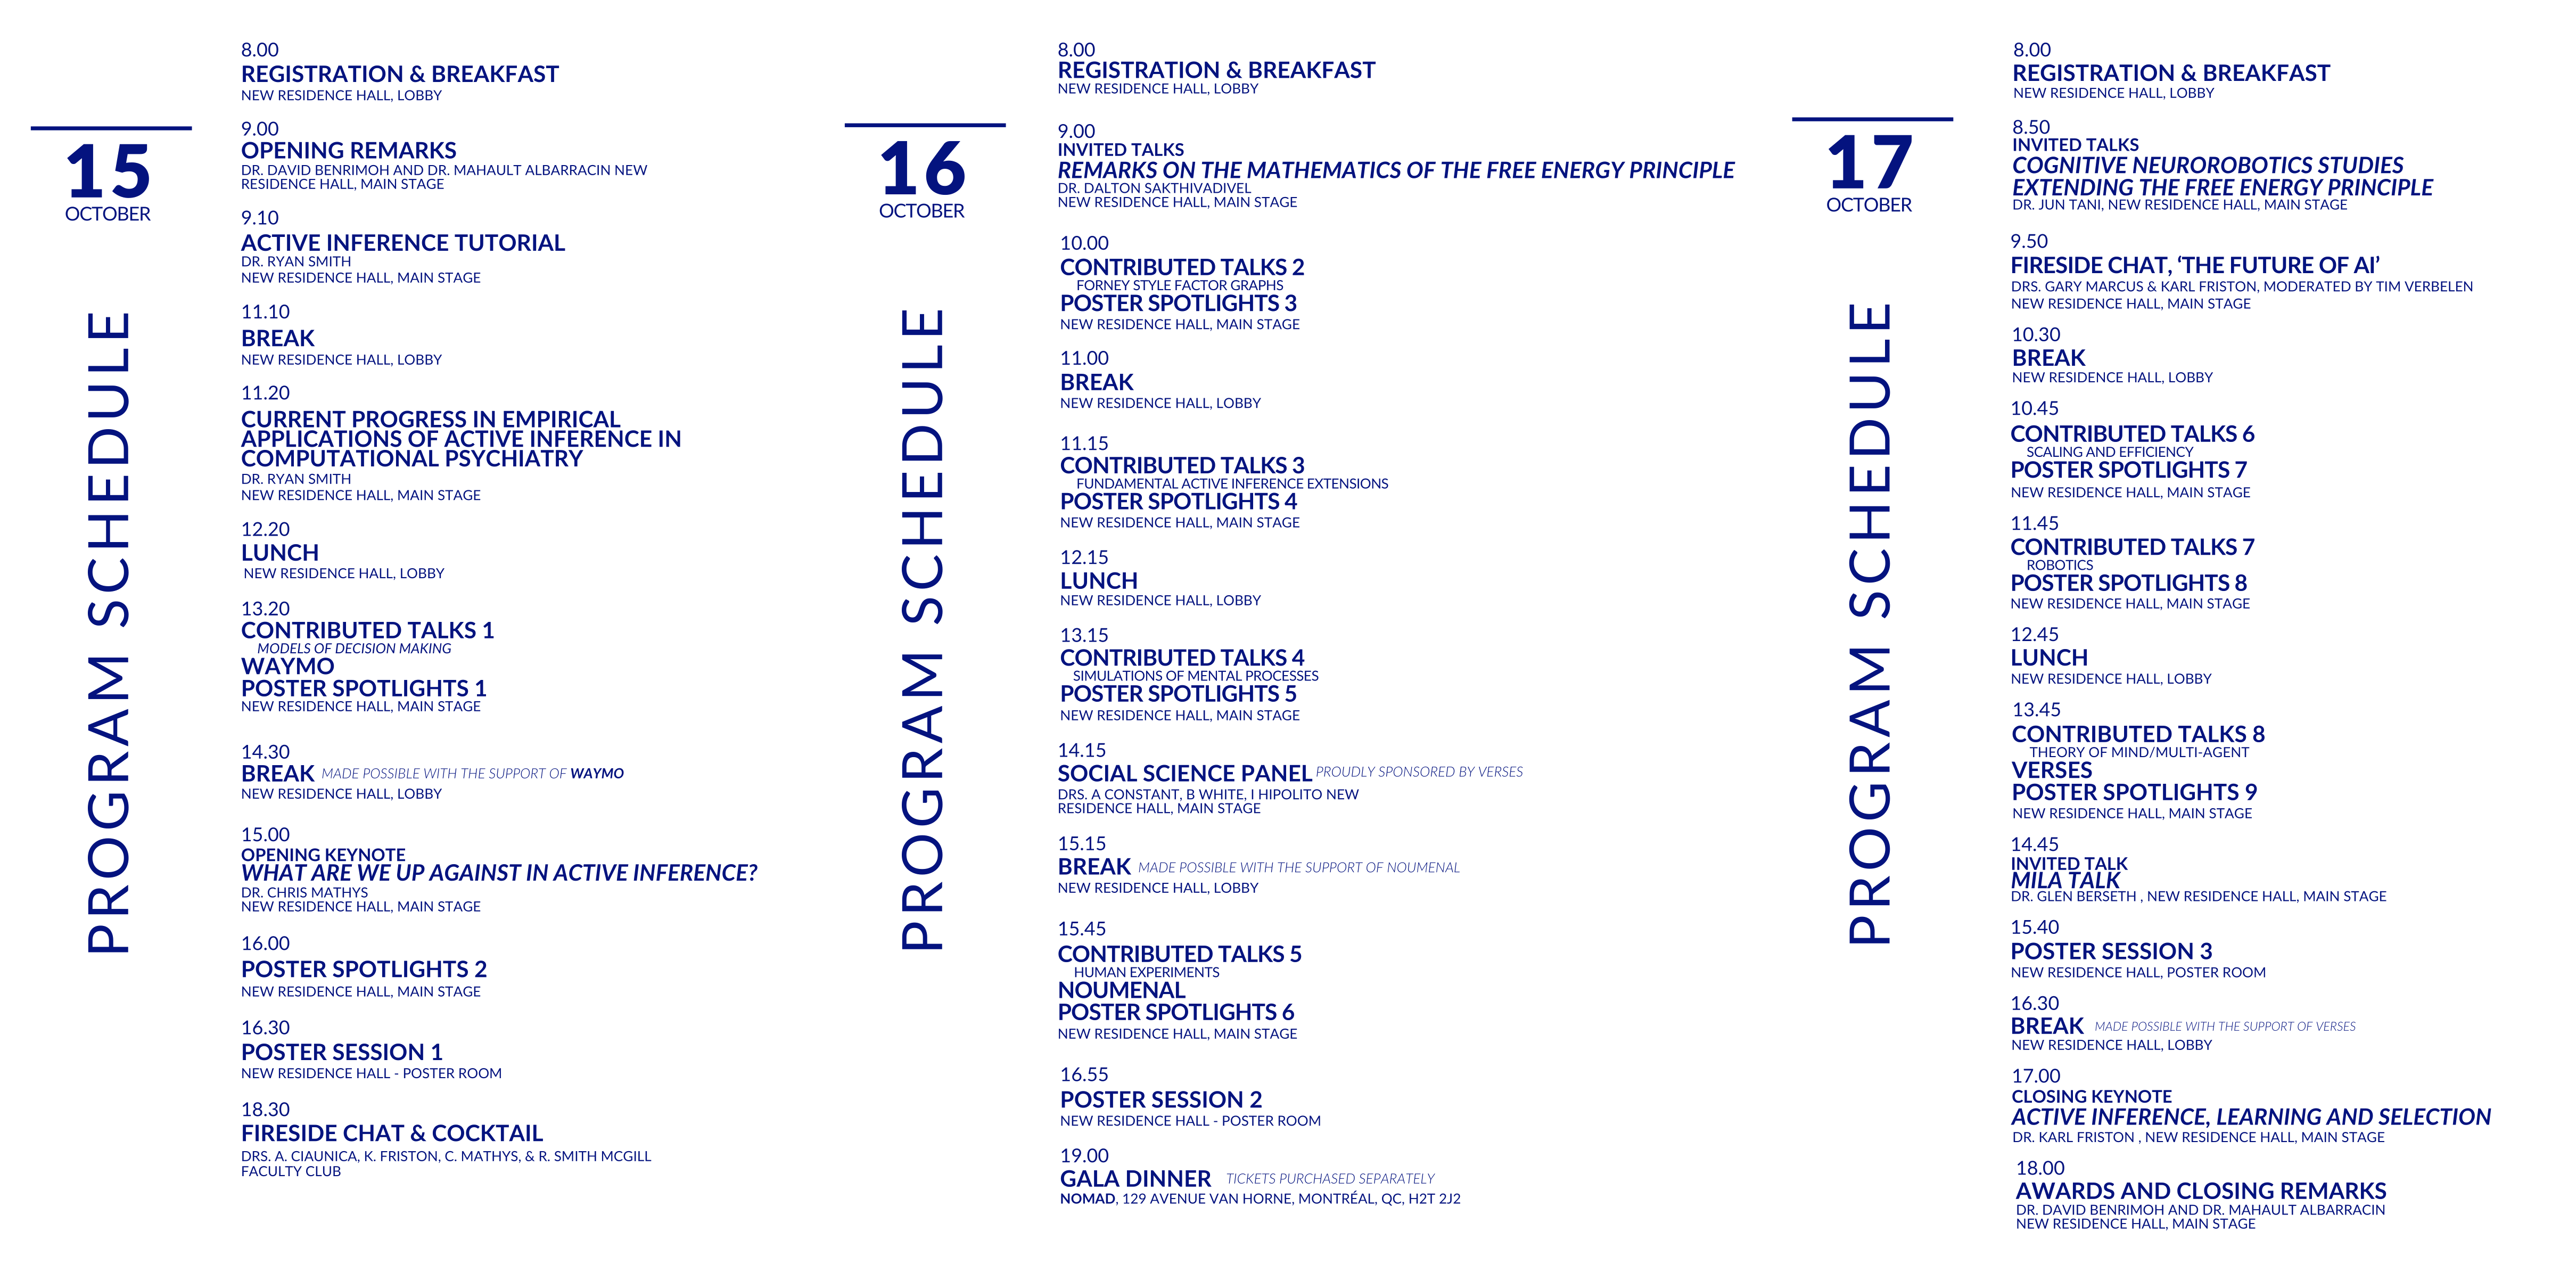 15
OCTOBER
PROGRAM SCHEDULE
8.00
REGISTRATION & BREAKFAST
NEW RESIDENCE HALL, LOBBY
9.00
OPENING REMARKS
DR. DAVID BENRIMOH AND DR. MAHAULT ALBARRACIN NEW
RESIDENCE HALL, MAIN STAGE
9.10
ACTIVE INFERENCE TUTORIAL
DR. RYAN SMITH
NEW RESIDENCE HALL, MAIN STAGE
11.10
BREAK
NEW RESIDENCE HALL, LOBBY
11.20
CURRENT PROGRESS IN EMPIRICAL
APPLICATIONS OF ACTIVE INFERENCE IN
COMPUTATIONAL PSYCHIATRY
DR. RYAN SMITH
NEW RESIDENCE HALL, MAIN STAGE
12.20
LUNCH
NEW RESIDENCE HALL, LOBBY
13.20
CONTRIBUTED TALKS 1
MODELS OF DECISION MAKING
WAYMO
POSTER SPOTLIGHTS 1
NEW RESIDENCE HALL, MAIN STAGE
14.30
BREAK MADE POSSIBLE WITH THE SUPPORT OF WAYMO
NEW RESIDENCE HALL, LOBBY
15.00
OPENING KEYNOTE
WHAT ARE WE UP AGAINST IN ACTIVE INFERENCE?
DR. CHRIS MATHYS
NEW RESIDENCE HALL, MAIN STAGE
16.00
POSTER SPOTLIGHTS 2
NEW RESIDENCE HALL, MAIN STAGE
16.30
POSTER SESSION 1
NEW RESIDENCE HALL - POSTER ROOM
18.30
FIRESIDE CHAT & COCKTAIL
DRS. A. CIAUNICA, K. FRISTON, C. MATHYS, & R. SMITH MCGILL
FACULTY CLUB
16
OCTOBER
PROGRAM SCHEDULE
8.00
REGISTRATION & BREAKFAST
NEW RESIDENCE HALL, LOBBY
9.00
INVITED TALKS
REMARKS ON THE MATHEMATICS OF THE FREE ENERGY PRINCIPLE
DR. DALTON SAKTHIVADIVEL
NEW RESIDENCE HALL, MAIN STAGE
10.00
CONTRIBUTED TALKS 2
FORNEY STYLE FACTOR GRAPHS
POSTER SPOTLIGHTS 3
NEW RESIDENCE HALL, MAIN STAGE
11.00
BREAK
NEW RESIDENCE HALL, LOBBY
11.15
CONTRIBUTED TALKS 3
FUNDAMENTAL ACTIVE INFERENCE EXTENSIONS
POSTER SPOTLIGHTS 4
NEW RESIDENCE HALL, MAIN STAGE
12.15
LUNCH
NEW RESIDENCE HALL, LOBBY
13.15
CONTRIBUTED TALKS 4
SIMULATIONS OF MENTAL PROCESSES
POSTER SPOTLIGHTS 5
NEW RESIDENCE HALL, MAIN STAGE
14.15
SOCIAL SCIENCE PANEL PROUDLY SPONSORED BY VERSES
DRS. A CONSTANT, B WHITE, I HIPOLITO NEW
RESIDENCE HALL, MAIN STAGE
15.15
BREAK MADE POSSIBLE WITH THE SUPPORT OF NOUMENAL
NEW RESIDENCE HALL, LOBBY
15.45
CONTRIBUTED TALKS 5
HUMAN EXPERIMENTS
NOUMENAL
POSTER SPOTLIGHTS 6
NEW RESIDENCE HALL, MAIN STAGE
16.55
POSTER SESSION 2
NEW RESIDENCE HALL - POSTER ROOM
19.00
GALA DINNER TICKETS PURCHASED SEPARATELY
NOMAD, 129 AVENUE VAN HORNE, MONTRÉAL, QC, H2T 2J2
17
OCTOBER
PROGRAM SCHEDULE
8.00
REGISTRATION & BREAKFAST
NEW RESIDENCE HALL, LOBBY
8.50
INVITED TALKS
COGNITIVE NEUROROBOTICS STUDIES
EXTENDING THE FREE ENERGY PRINCIPLE
DR. JUN TANI, NEW RESIDENCE HALL, MAIN STAGE
9.50
FIRESIDE CHAT, ‘THE FUTURE OF AI’
DRS. GARY MARCUS & KARL FRISTON, MODERATED BY TIM VERBELEN
NEW RESIDENCE HALL, MAIN STAGE
10.30
BREAK
NEW RESIDENCE HALL, LOBBY
10.45
CONTRIBUTED TALKS 6
SCALING AND EFFICIENCY
POSTER SPOTLIGHTS 7
NEW RESIDENCE HALL, MAIN STAGE
11.45
CONTRIBUTED TALKS 7
ROBOTICS
POSTER SPOTLIGHTS 8
NEW RESIDENCE HALL, MAIN STAGE
12.45
LUNCH
NEW RESIDENCE HALL, LOBBY
13.45
CONTRIBUTED TALKS 8
THEORY OF MIND/MULTI-AGENT
VERSES
POSTER SPOTLIGHTS 9
NEW RESIDENCE HALL, MAIN STAGE
14.45
INVITED TALK
MILA TALK
DR. GLEN BERSETH , NEW RESIDENCE HALL, MAIN STAGE
15.40
POSTER SESSION 3
NEW RESIDENCE HALL, POSTER ROOM
16.30
BREAK MADE POSSIBLE WITH THE SUPPORT OF VERSES
NEW RESIDENCE HALL, LOBBY
17.00
CLOSING KEYNOTE
ACTIVE INFERENCE, LEARNING AND SELECTION
DR. KARL FRISTON , NEW RESIDENCE HALL, MAIN STAGE
18.00
AWARDS AND CLOSING REMARKS
DR. DAVID BENRIMOH AND DR. MAHAULT ALBARRACIN
NEW RESIDENCE HALL, MAIN STAGE